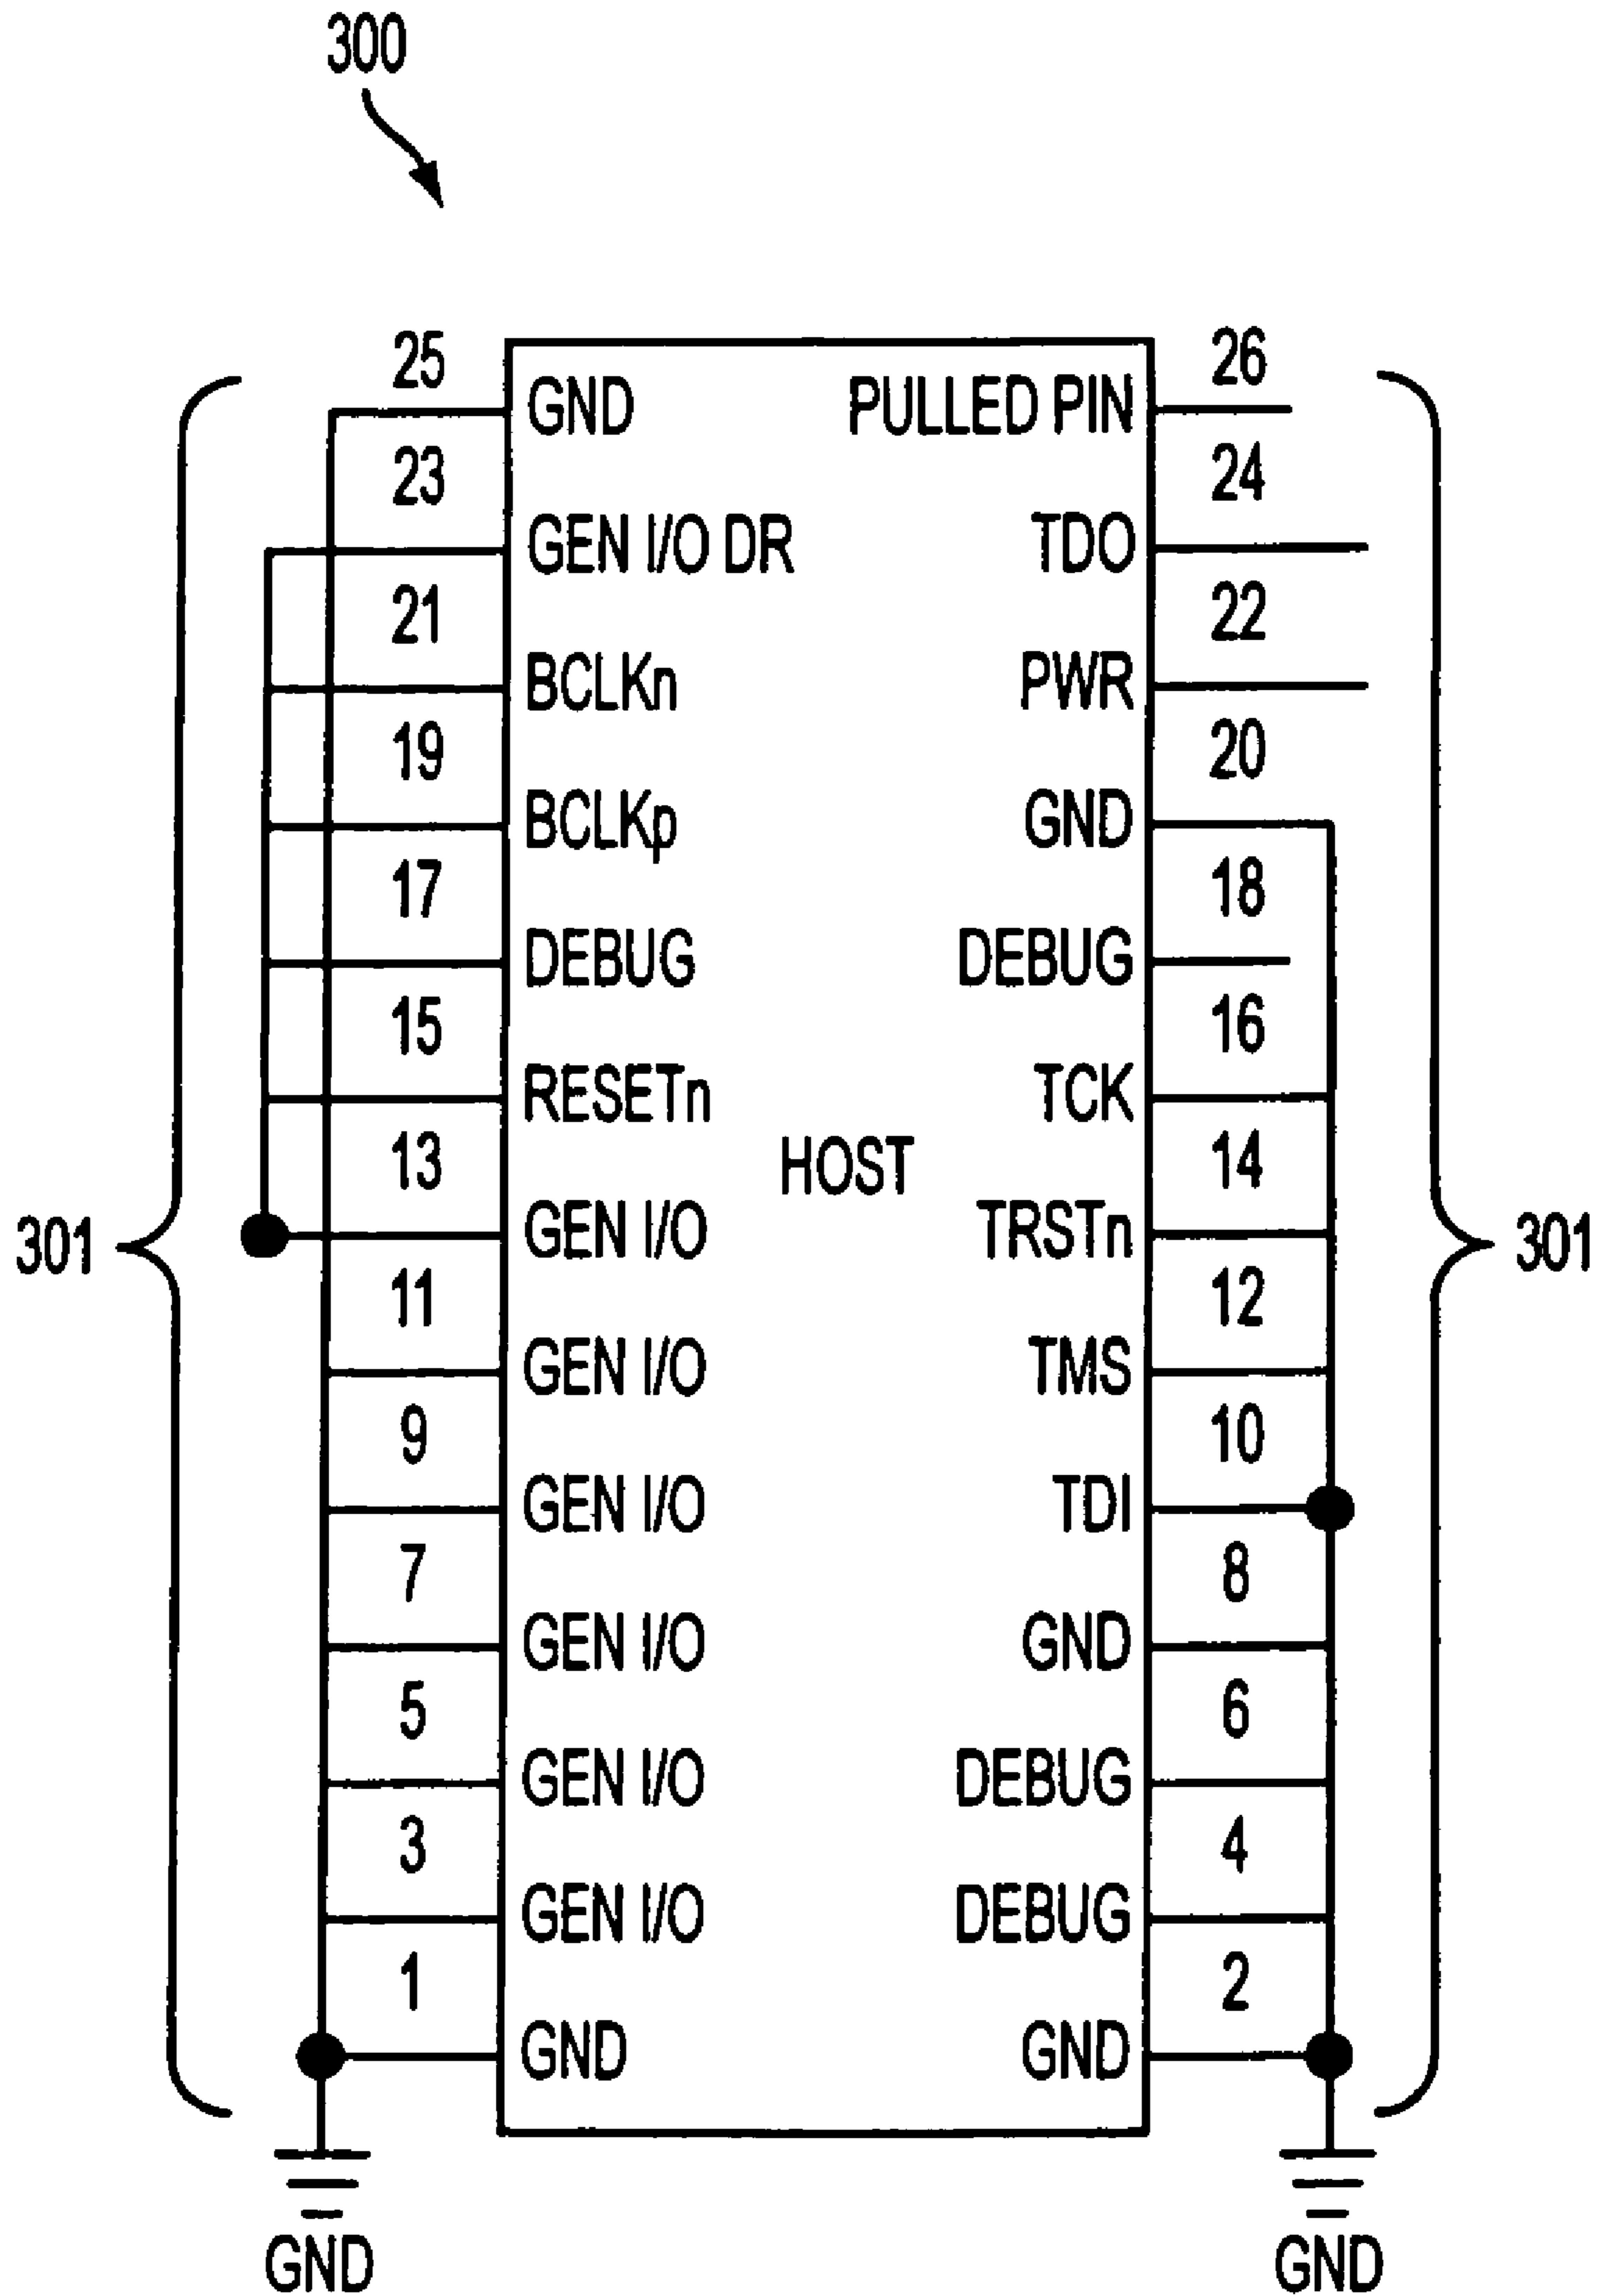 300
25 26
GND PULLED PIN
23 24
GEN I/O DR TDO
21 22
BCLKn PWR
19 20
BCLKp GND
17 18
DEBUG DEBUG
15 16
RESETn TCK
13 HOST 14
301 GEN I/O TRSTn 301
11 12
GEN I/O TMS
9 10
GEN I/O TDI
7 8
GEN I/O GND
5 6
GEN I/O DEBUG
3 4
GEN I/O DEBUG
1 2
GND GND
GND GND